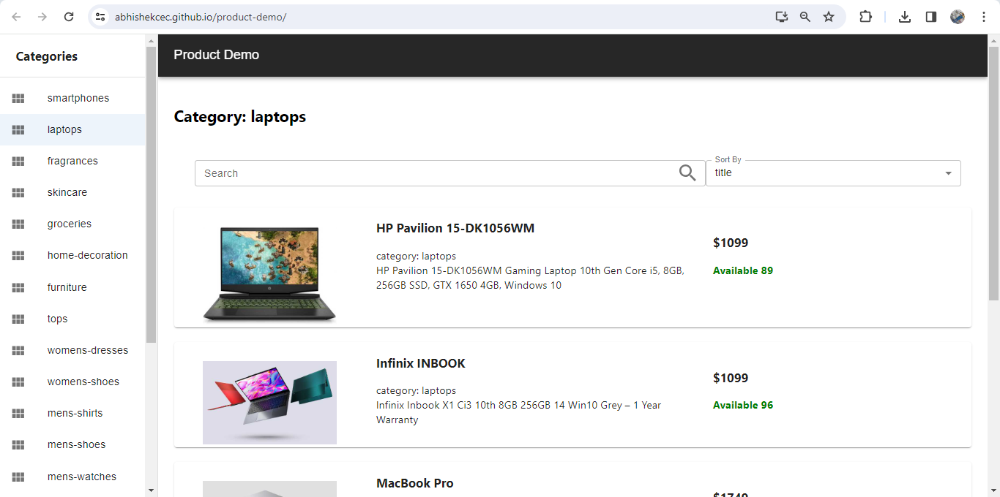 abhishekcec.github.io/product-demo/
Categories
smartphones
laptops
fragrances
skincare
groceries
home-decoration
furniture
tops
womens-dresses
womens-shoes
mens-shirts
mens-shoes
mens-watches
Product Demo
Category: laptops
Search
Sort By
title
HP Pavilion 15-DK1056WM
category: laptops
HP Pavilion 15-DK1056WM Gaming Laptop 10th Gen Core i5, 8GB,
256GB SSD, GTX 1650 4GB, Windows 10
$1099
Available 89
Infinix INBOOK
category: laptops
Infinix Inbook X1 Ci3 10th 8GB 256GB 14 Win10 Grey – 1 Year
Warranty
$1099
Available 96
MacBook Pro
$1749